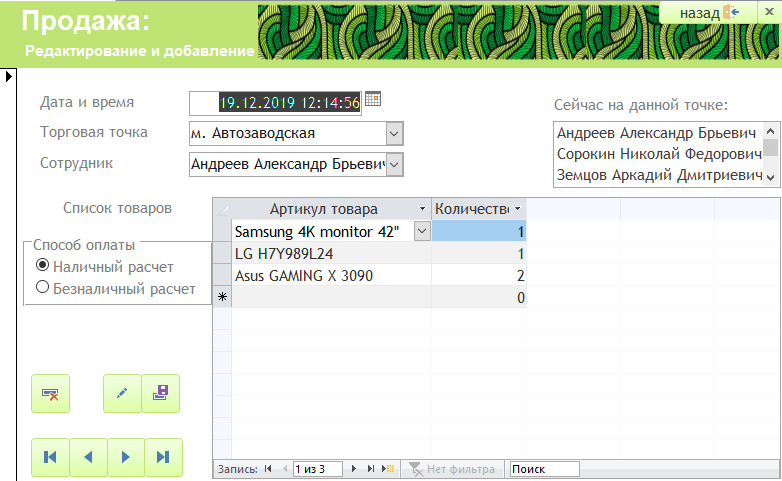 Продажа:
назад
Редактирование и добавление
Дата и время
19.12.2019 12:14:56
Сейчас на данной точке:
Торговая точка
м. Автозаводская
Андреев Александр Брьевич
Сорокин Николай Федорович
Земцов Аркадий Дмитриевич
Сотрудник
Андреев Александр Брьевич
Список товаров
Артикул товара Количество
Samsung 4K monitor 42" 1
LG H7Y989L24 1
Asus GAMING X 3090 2
0
Способ оплаты
Наличный расчет
Безналичный расчет
Запись: 1 из 3 Нет фильтра Поиск